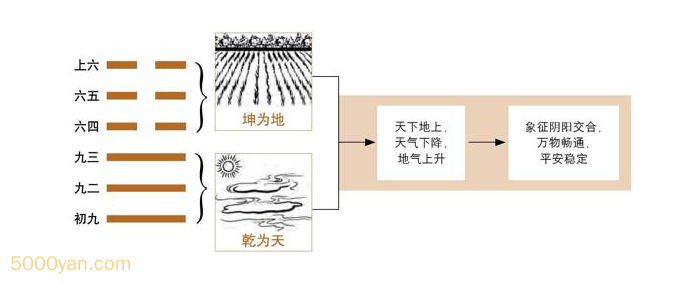 上六
六五
六四
九三
九二
初九
坤为地
乾为天
天下地上，
天气下降，
地气上升
象征阴阳交合，
万物畅通，
平安稳定
5000yan.com